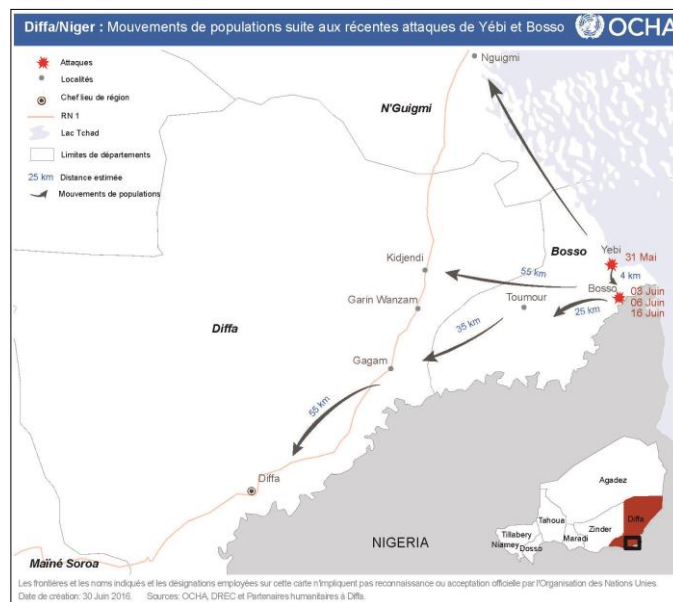 Diffa/Niger : Mouvements de populations suite aux récentes attaques de Yébi et Bosso
OCHA
Attaques
Localités
Chef lieu de région
RN 1
Lac Tchad
Limites de départements
25 km Distance estimée
Mouvements de populations
Nguigmi
N'Guigmi
Bosso
Yebi
31 Mai
4 km
Kidjendi
55 km
Bosso
03 Juin
06 Juin
16 Juin
Garin Wanzam
Toumour
25 km
Diffa
35 km
Gagam
55 km
Diffa
Maïné Soroa
NIGERIA
Agadez
Tahoua
Diffa
Zinder
Tillabery
Maradi
Niamey
Dosso
Les frontières et les noms indiqués et les désignations employées sur cette carte n'impliquent pas reconnaissance ou acceptation officielle par l'Organisation des Nations Unies.
Date de création: 30 Juin 2016. Sources: OCHA, DREC et Partenaires humanitaires à Diffa.